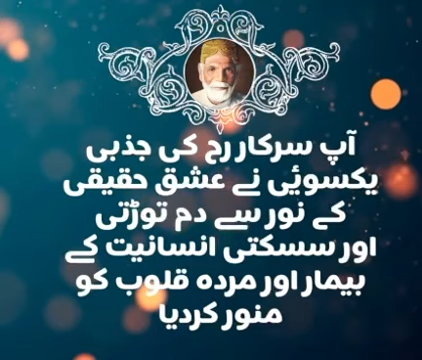 آپ سرکار رح کی جذبی
یکسوئی نے عشق حقیقی
کے نور سے دم توڑتی
اور سسکتی انسانیت کے
بیمار اور مردہ قلوب کو
منور کردیا